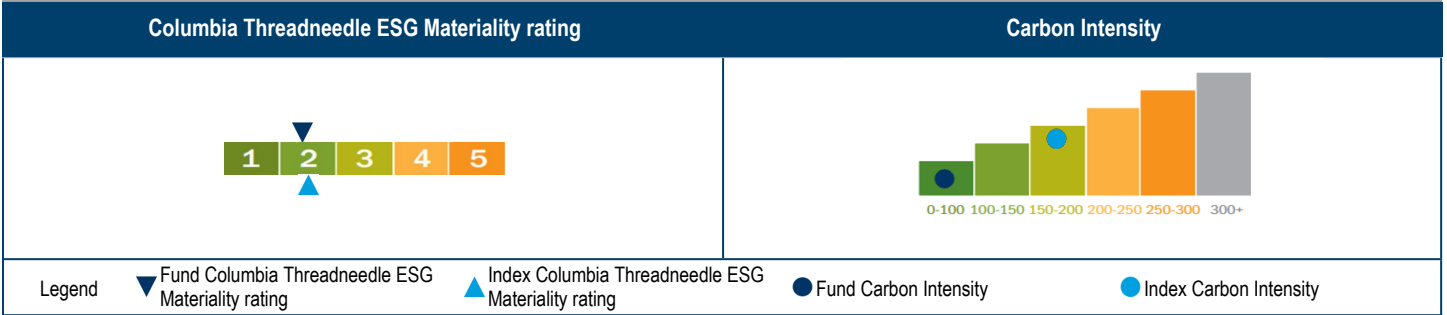 Columbia Threadneedle ESG Materiality rating
Carbon Intensity
1 2 3 4 5
0-100 100-150 150-200 200-250 250-300 300+
Legend
Fund Columbia Threadneedle ESG
Materiality rating
Index Columbia Threadneedle ESG
Materiality rating
Fund Carbon Intensity
Index Carbon Intensity